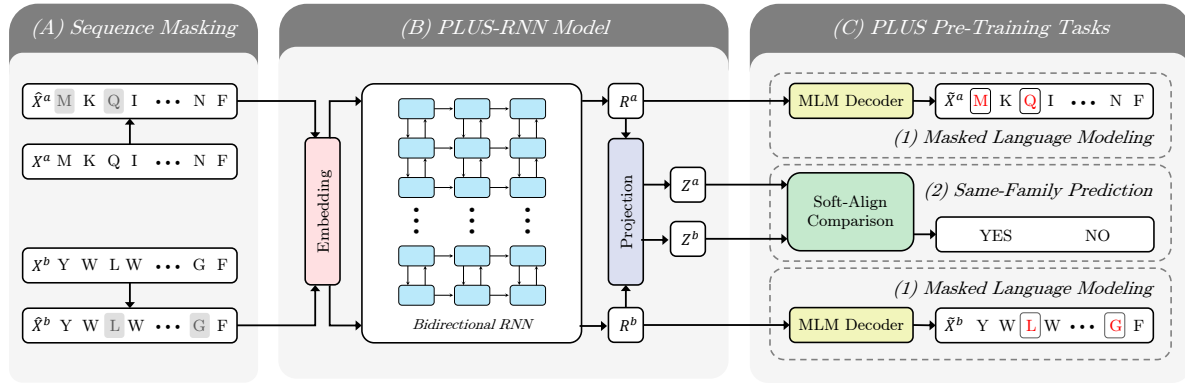 (A) Sequence Masking
X̂ᵃ M K Q I ••• N F
Xᵃ M K Q I ••• N F
Xᵇ Y W L W ••• G F
X̂ᵇ Y W L W ••• G F
(B) PLUS-RNN Model
Embedding
Bidirectional RNN
Rᵃ
Projection
Zᵃ
Zᵇ
Rᵇ
(C) PLUS Pre-Training Tasks
MLM Decoder
X̃ᵃ M K Q I ••• N F
(1) Masked Language Modeling
(2) Same-Family Prediction
Soft-Align
Comparison
YES NO
(1) Masked Language Modeling
MLM Decoder
X̃ᵇ Y W L W ••• G F